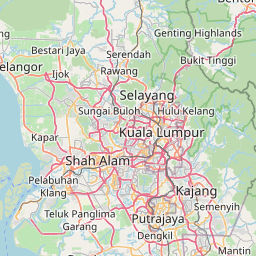 Genting Highlands
Bestari Jaya
Serendah
Bukit Tinggi
elangor
Ijok
Rawang
Selayang
Sungai Buloh
Hulu Kelang
Kapar
Kuala Lumpur
Shah Alam
Pelabuhan
Klang
Kajang
Teluk Panglima
Garang
Putrajaya
Semenyih
Dengkil
Mantin